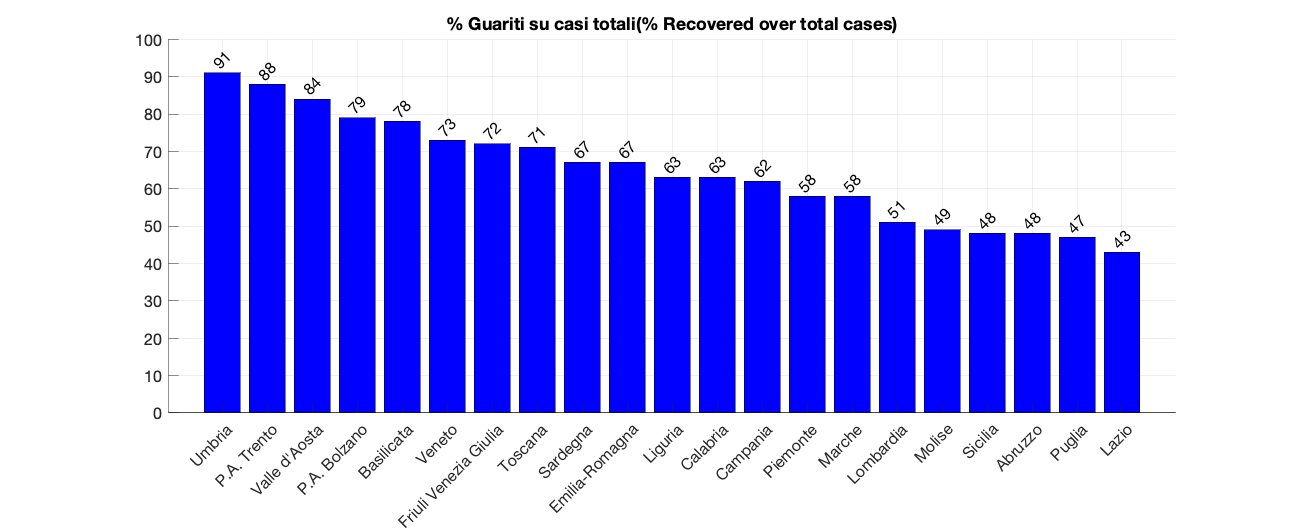 % Guariti su casi totali(% Recovered over total cases)
100
90
80
70
60
50
40
30
20
10
0
91
88
84
79
78
73
72
71
67
67
63
63
62
58
58
51
49
48
48
47
43
Umbria
P.A. Trento
Valle d'Aosta
P.A. Bolzano
Basilicata
Veneto
Friuli Venezia Giulia
Toscana
Sardegna
Emilia-Romagna
Liguria
Calabria
Campania
Piemonte
Marche
Lombardia
Molise
Sicilia
Abruzzo
Puglia
Lazio